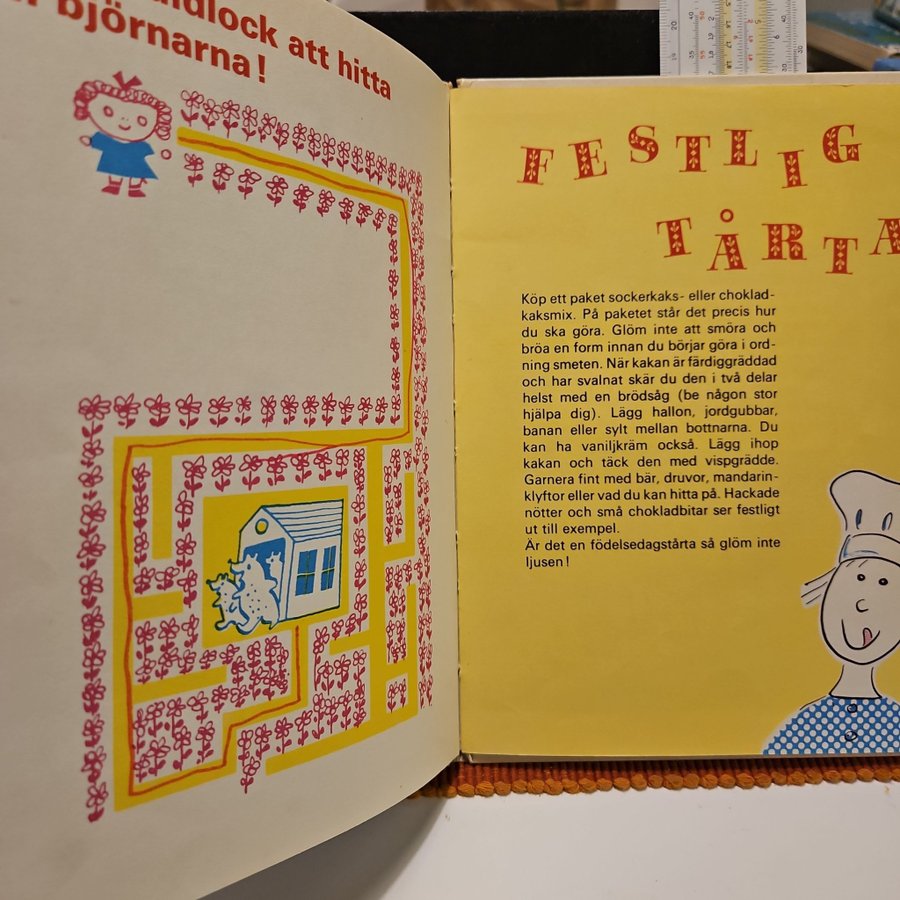 att hitta
björnarna!
FESTLIG
TÅRTA
Köp ett paket sockerkaks- eller choklad-
kaksmix. På paketet står det precis hur
du ska göra. Glöm inte att smöra och
bröa en form innan du börjar göra i ord-
ning smeten. När kakan är färdiggräddad
och har svalnat skär du den i två delar
helst med en brödsåg (be någon stor
hjälpa dig). Lägg hallon, jordgubbar,
banan eller sylt mellan bottnarna. Du
kan ha vaniljkräm också. Lägg ihop
kakan och täck den med vispgrädde.
Garnera fint med bär, druvor, mandarin-
klyftor eller vad du kan hitta på. Hackade
nötter och små chokladbitar ser festligt
ut till exempel.
Är det en födelsedagstårta så glöm inte
ljusen!